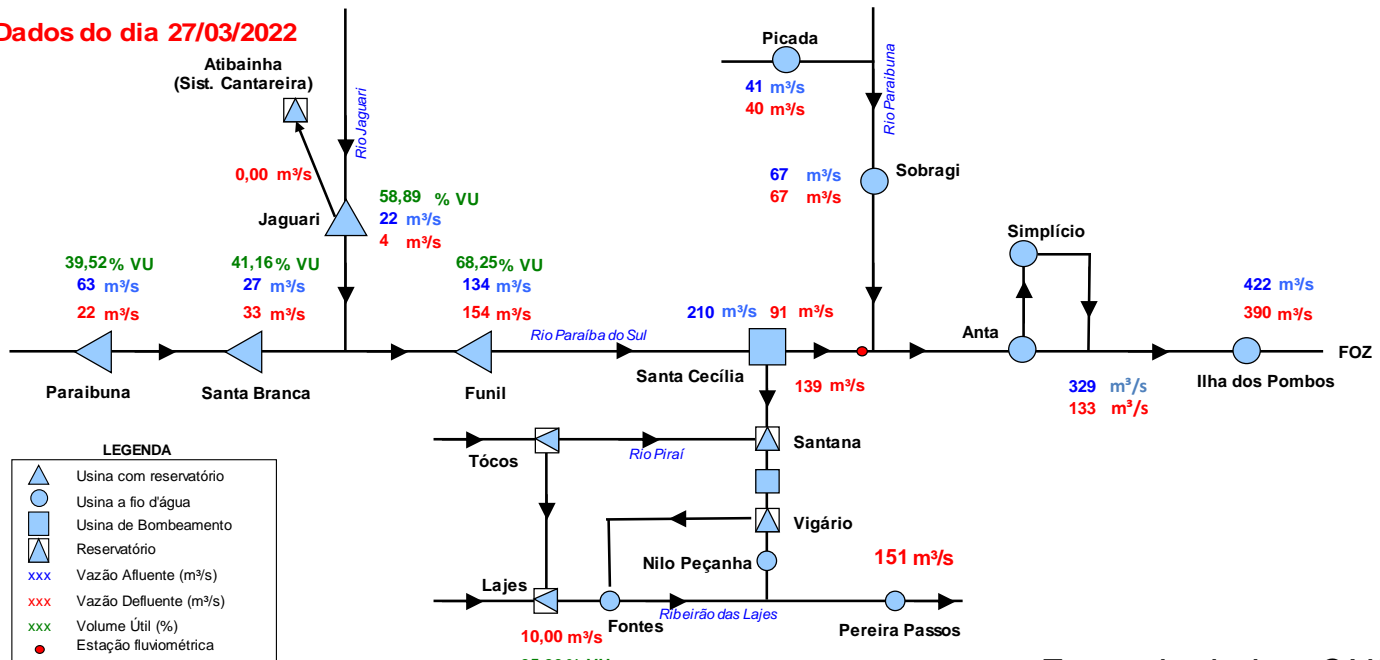 Dados do dia 27/03/2022
Atibainha
(Sist. Cantareira)
Rio Jaguari
0,00 m³/s
Jaguari
58,89 % VU
22 m³/s
4 m³/s
Picada
41 m³/s
40 m³/s
Rio Paraibuna
67 m³/s
67 m³/s
Sobragi
Simplício
39,52% VU
63 m³/s
22 m³/s
Paraibuna
41,16% VU
27 m³/s
33 m³/s
Santa Branca
68,25% VU
134 m³/s
154 m³/s
Funil
Rio Paraíba do Sul
210 m³/s 91 m³/s
Santa Cecília
139 m³/s
Anta
329 m³/s
133 m³/s
422 m³/s
390 m³/s
Ilha dos Pombos
FOZ
Tócos
Rio Piraí
Santana
Vigário
Nilo Peçanha
151 m³/s
Lajes
10,00 m³/s
Fontes
Ribeirão das Lajes
Pereira Passos
LEGENDA
Usina com reservatório
Usina a fio d'água
Usina de Bombeamento
Reservatório
xxx Vazão Afluente (m³/s)
xxx Vazão Defluente (m³/s)
xxx Volume Útil (%)
Estação fluviométrica